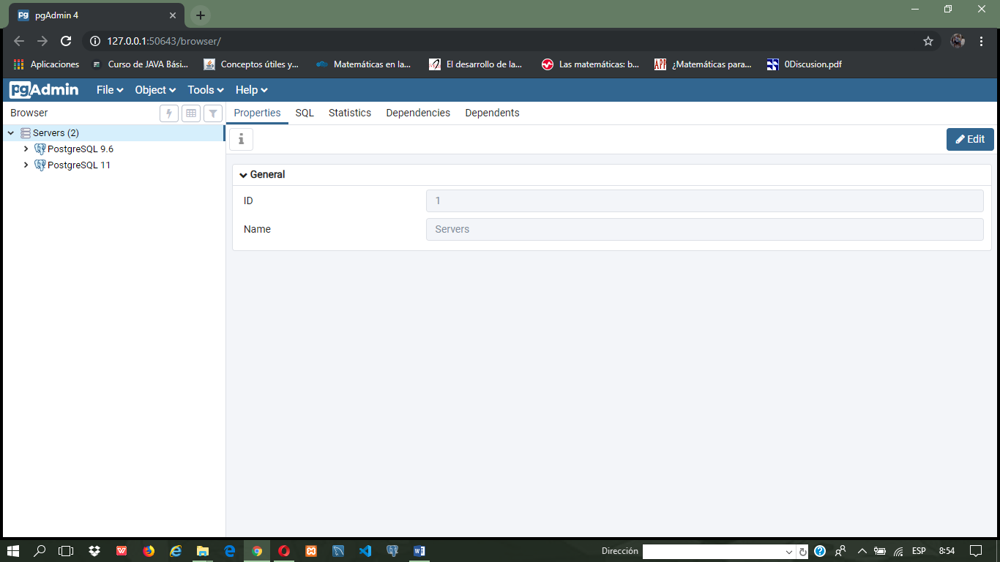 pgAdmin 4
127.0.0.1:50643/browser/
Aplicaciones Curso de JAVA Bási... Conceptos útiles y... Matemáticas en la... El desarrollo de la... Las matemáticas: b... APP ¿Matemáticas para... 0Discusion.pdf
pgAdmin File Object Tools Help
Browser Properties SQL Statistics Dependencies Dependents
Servers (2)
Edit
PostgreSQL 9.6
PostgreSQL 11
General
ID 1
Name Servers
Dirección ESP 8:54